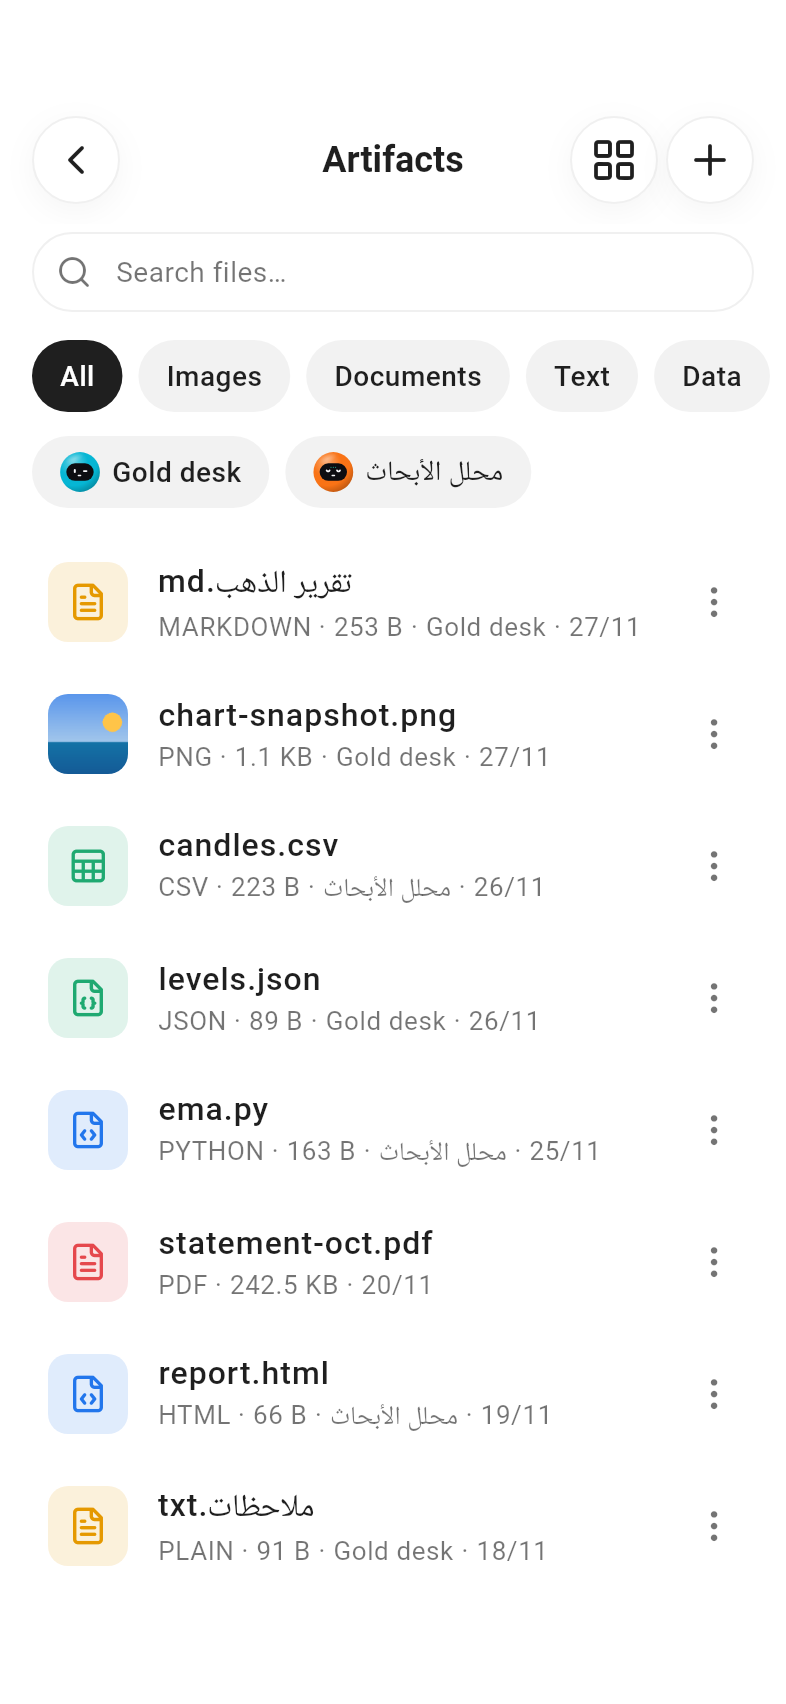 Artifacts
Search files…
All Images Documents Text Data
Gold desk محلل الأبحاث
تقرير الذهب.md
MARKDOWN · 253 B · Gold desk · 27/11
chart-snapshot.png
PNG · 1.1 KB · Gold desk · 27/11
candles.csv
CSV · 223 B · محلل الأبحاث · 26/11
levels.json
JSON · 89 B · Gold desk · 26/11
ema.py
PYTHON · 163 B · محلل الأبحاث · 25/11
statement-oct.pdf
PDF · 242.5 KB · 20/11
report.html
HTML · 66 B · محلل الأبحاث · 19/11
ملاحظات.txt
PLAIN · 91 B · Gold desk · 18/11